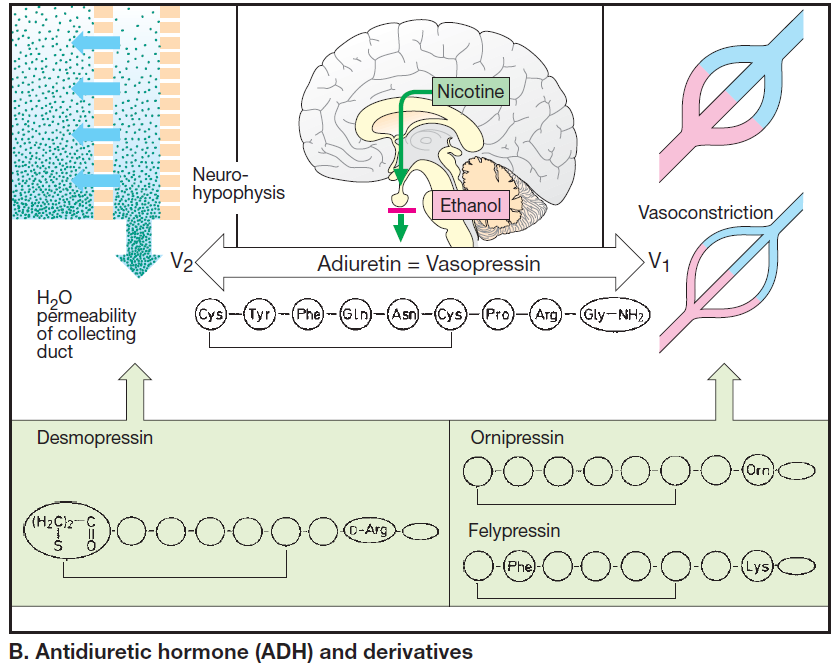 Nicotine
Neuro-
hypophysis
Ethanol
Vasoconstriction
V2
Adiuretin = Vasopressin
V1
H2O
permeability
of collecting
duct
Cys Tyr Phe Gln Asn Cys Pro Arg Gly–NH2
Desmopressin
(H2C)2–C
S O
D-Arg
Ornipressin
Orn
Felypressin
Phe Lys
B. Antidiuretic hormone (ADH) and derivatives